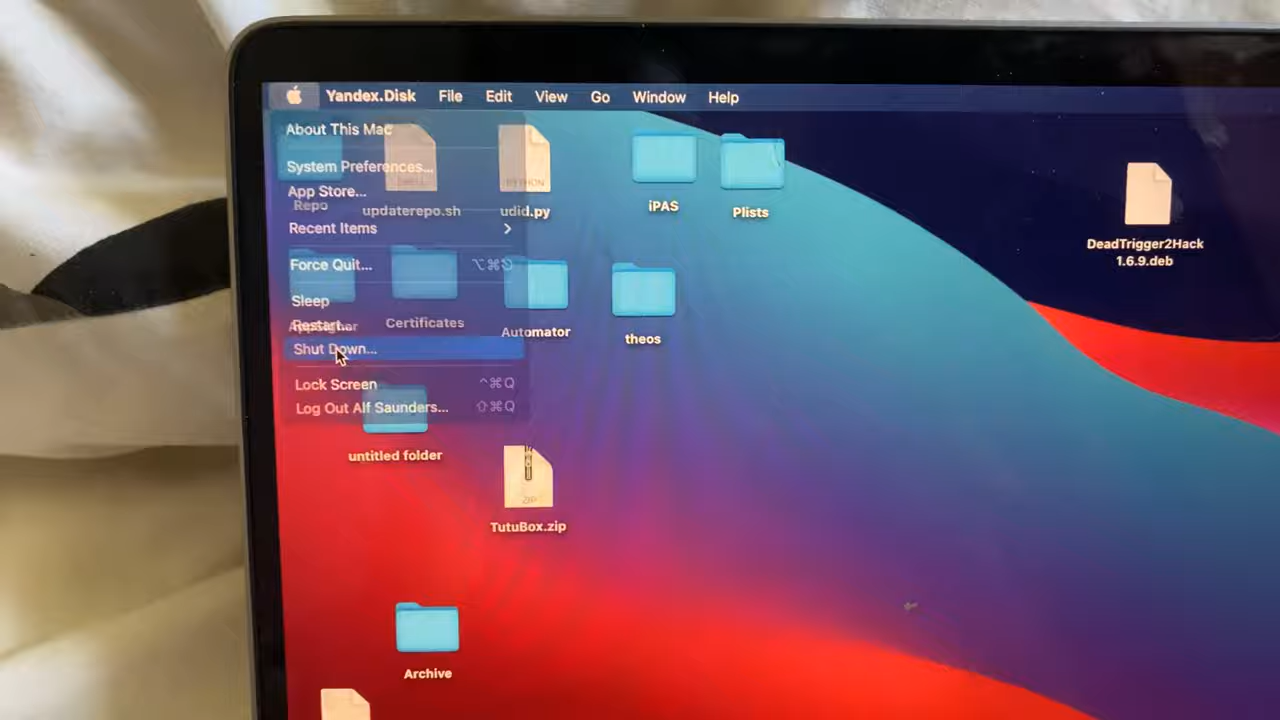 Yandex.Disk File Edit View Go Window Help
About This Mac
System Preferences...
App Store...
Recent Items
Force Quit... ⌥⌘⎋
Sleep
Restart...
Shut Down...
Lock Screen ^⌘Q
Log Out Alf Saunders... ⇧⌘Q
Repo
updaterepo.sh
PYTHON
udid.py
iPAS
Plists
DeadTrigger2Hack
1.6.9.deb
Certificates
Automator
theos
untitled folder
ZIP
TutuBox.zip
Archive